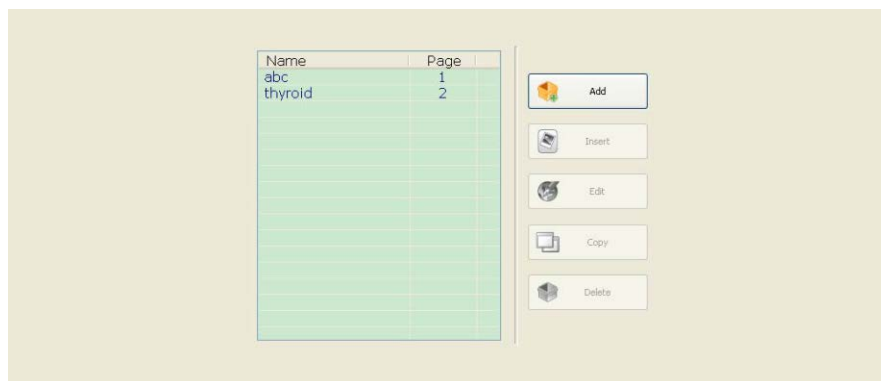 Name Page
abc 1
thyroid 2
Add
Insert
Edit
Copy
Delete